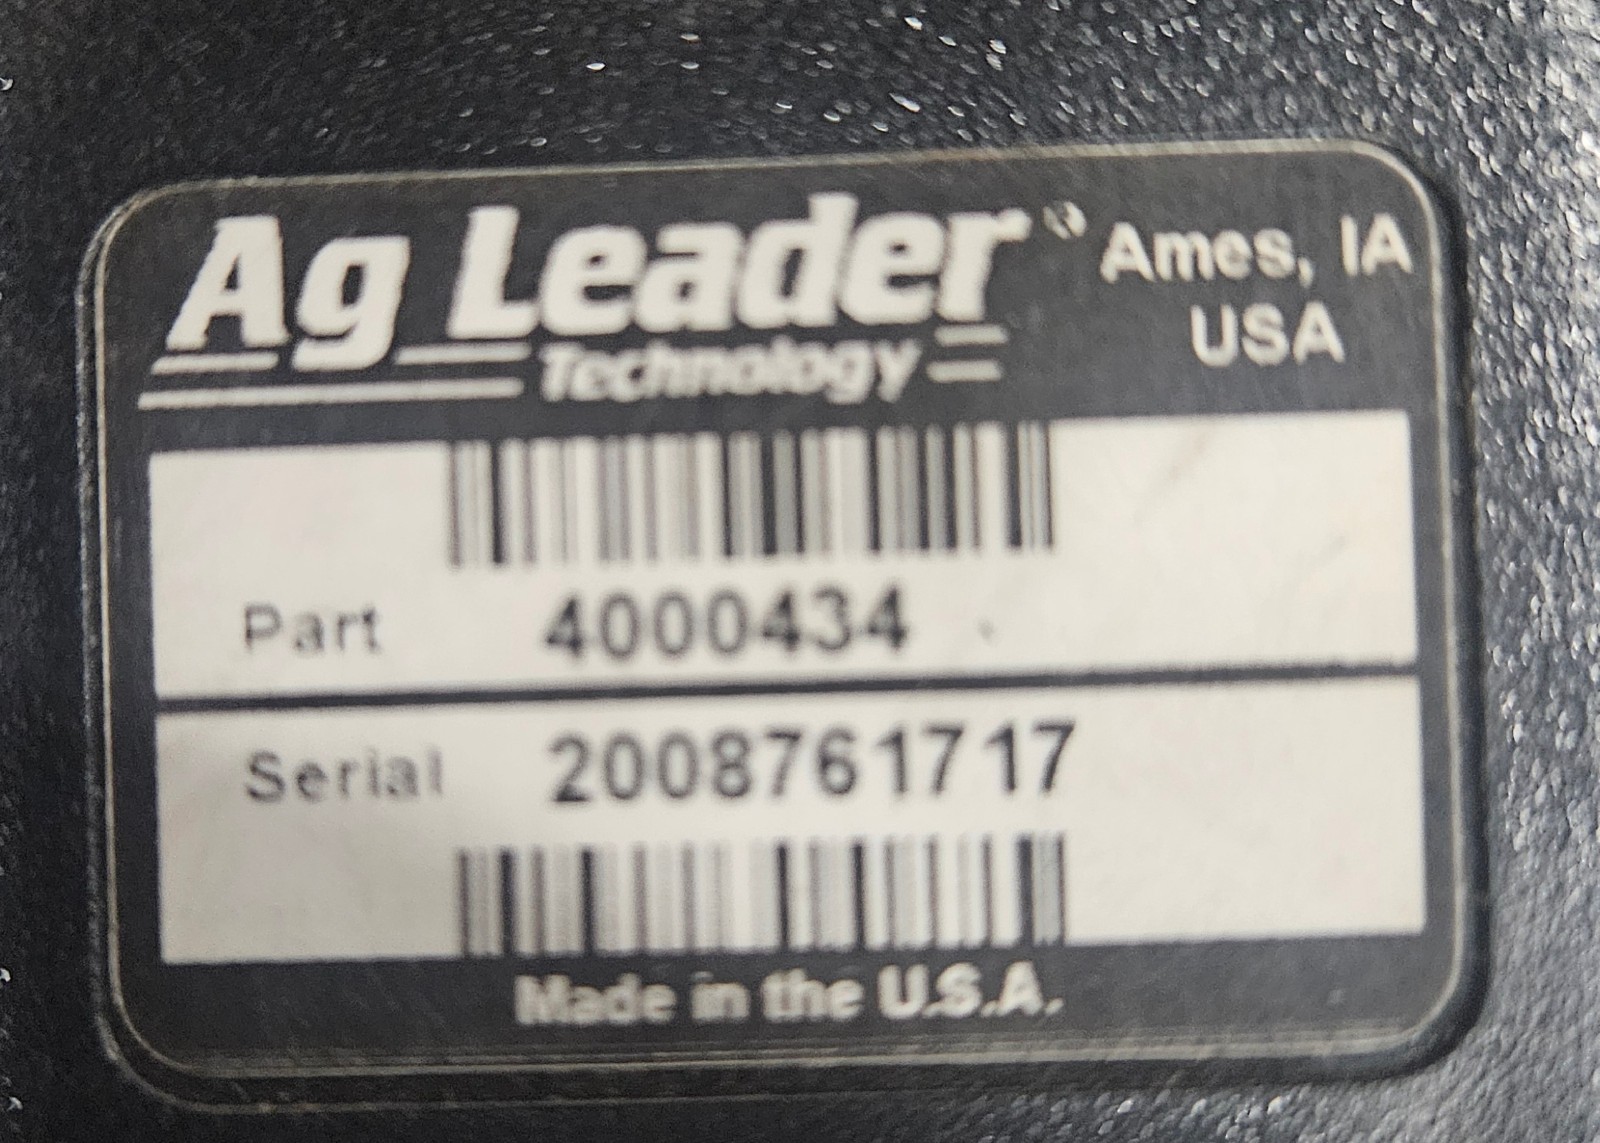 Ag Leader® Ames, IA
Technology USA
Part 4000434
Serial 2008761717
Made in the U.S.A.